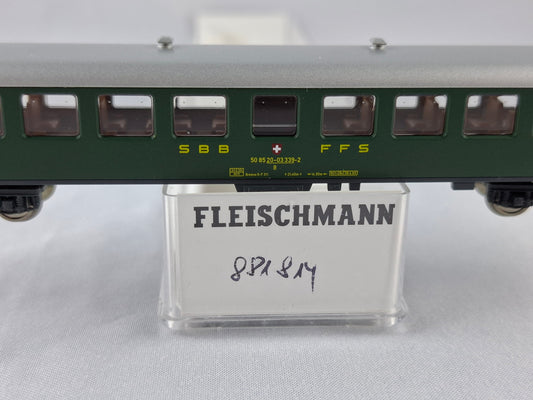 SBB FFS
50 85 20-03 339-2
B
FLEISCHMANN
881814